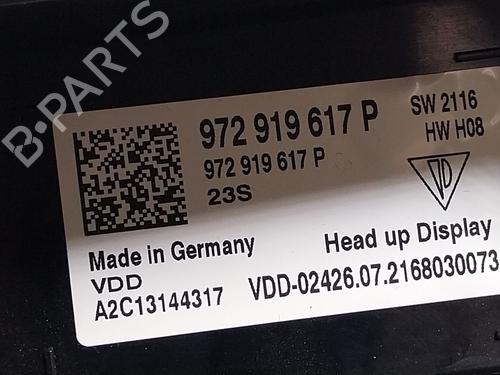 B-PARTS
972 919 617 P
SW 2116
972 919 617 P
HW H08
23S
Made in Germany
Head up Display
VDD
A2C13144317
VDD-02426.07.2168030073